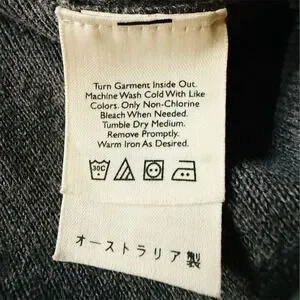 Turn Garment Inside Out.
Machine Wash Cold With Like
Colors. Only Non-Chlorine
Bleach When Needed.
Tumble Dry Medium.
Remove Promptly.
Warm Iron As Desired.
30C
オーストラリア製